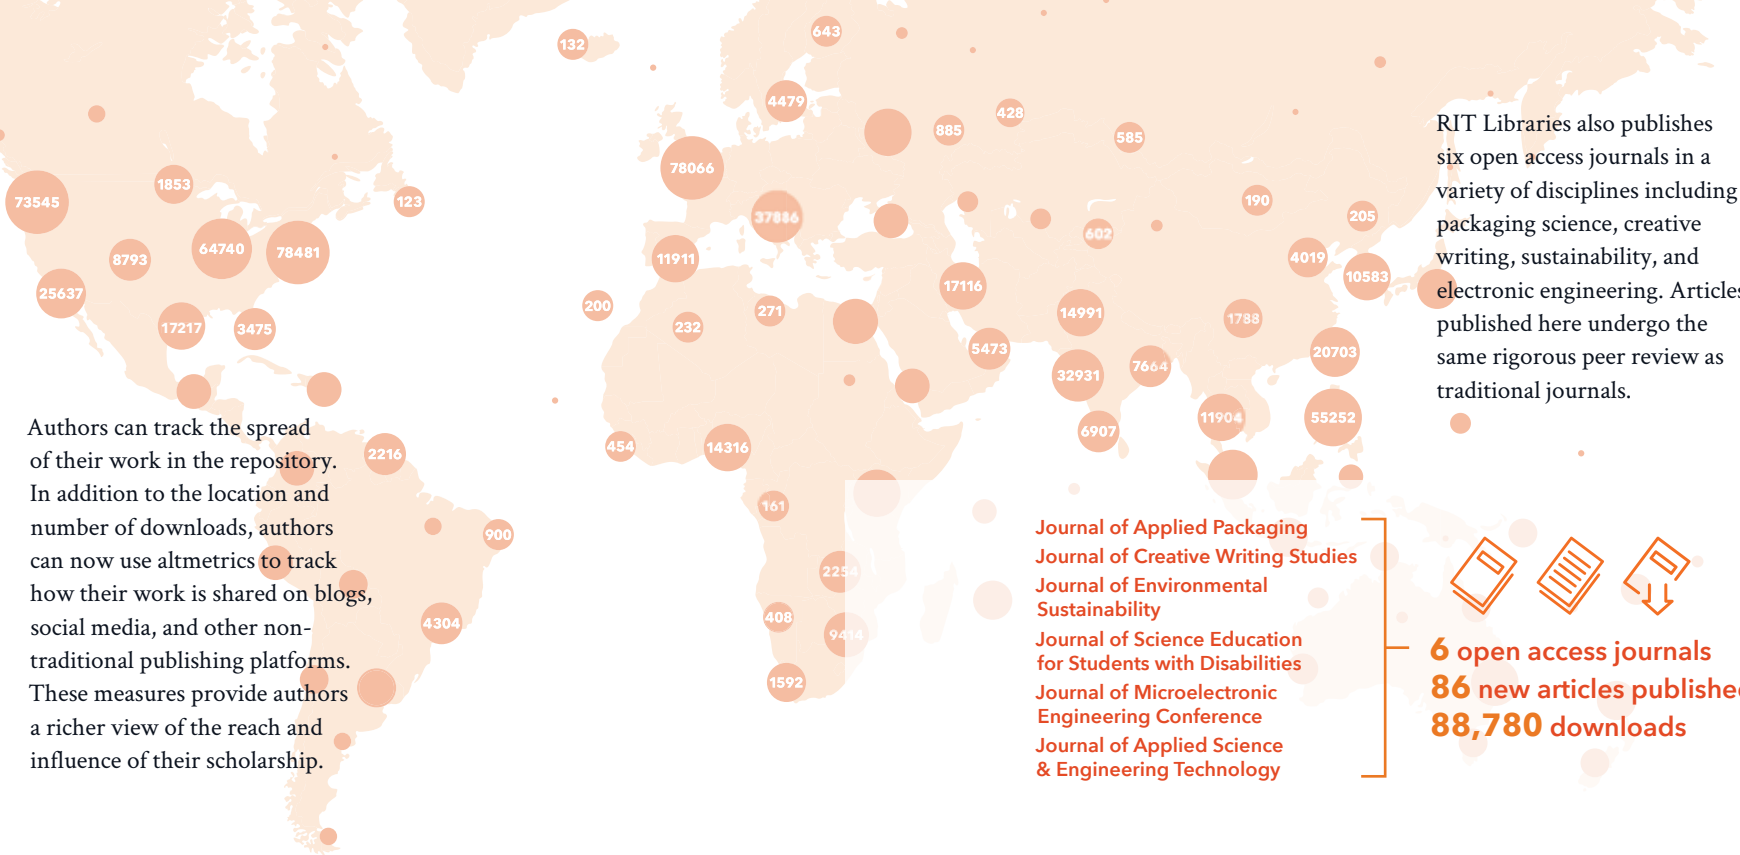 132
643
4479
885
428
585
78066
1853
73545
123
190
205
37886
602
64740
78481
8793
11911
4019
10583
25637
17116
200
271
14991
1788
17217
3475
232
5473
20703
32931
7664
11904
55252
6907
2216
454
14316
161
900
2254
408
4304
9414
1592
Authors can track the spread
of their work in the repository.
In addition to the location and
number of downloads, authors
can now use altmetrics to track
how their work is shared on blogs,
social media, and other non-
traditional publishing platforms.
These measures provide authors
a richer view of the reach and
influence of their scholarship.
RIT Libraries also publishes
six open access journals in a
variety of disciplines including
packaging science, creative
writing, sustainability, and
electronic engineering. Articles
published here undergo the
same rigorous peer review as
traditional journals.
Journal of Applied Packaging
Journal of Creative Writing Studies
Journal of Environmental
Sustainability
Journal of Science Education
for Students with Disabilities
Journal of Microelectronic
Engineering Conference
Journal of Applied Science
& Engineering Technology
6 open access journals
86 new articles published
88,780 downloads